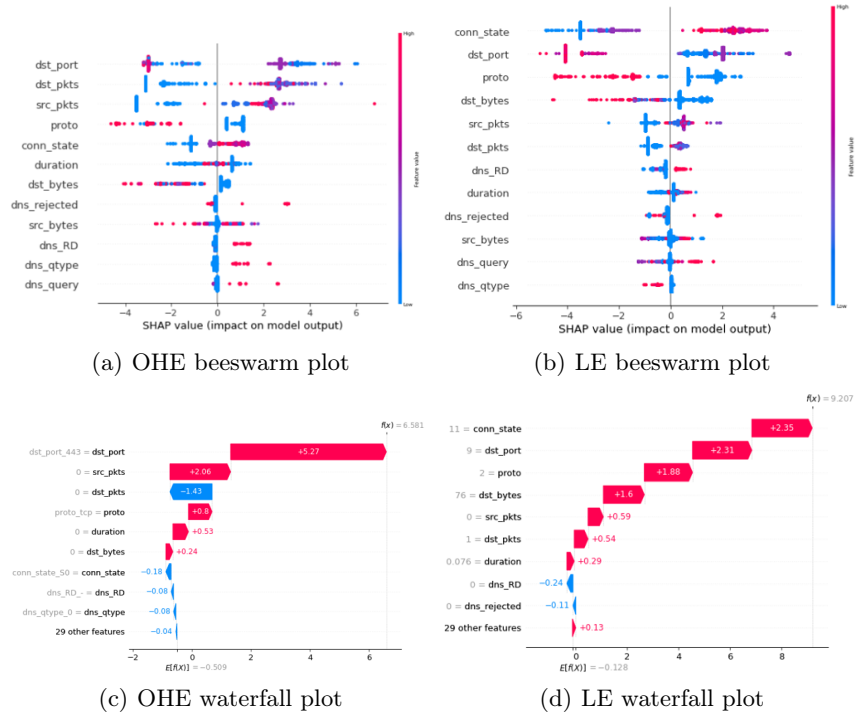 High
dst_port
dst_pkts
src_pkts
proto
conn_state
duration
dst_bytes
dns_rejected
src_bytes
dns_RD
dns_qtype
dns_query
Feature value
Low
−4 −2 0 2 4 6
SHAP value (impact on model output)
(a) OHE beeswarm plot
High
conn_state
dst_port
proto
dst_bytes
src_pkts
dst_pkts
dns_RD
duration
dns_rejected
src_bytes
dns_query
dns_qtype
Feature value
Low
−6 −4 −2 0 2 4
SHAP value (impact on model output)
(b) LE beeswarm plot
f(x) = 6.581
dst_port_443 = dst_port +5.27
0 = src_pkts +2.06
0 = dst_pkts −1.43
proto_tcp = proto +0.8
0 = duration +0.53
0 = dst_bytes +0.24
conn_state_S0 = conn_state −0.18
dns_RD_- = dns_RD −0.08
dns_qtype_0 = dns_qtype −0.08
29 other features −0.04
0 2 4 6
E[f(X)] = −0.509
(c) OHE waterfall plot
f(x) = 9.207
11 = conn_state +2.35
9 = dst_port +2.31
2 = proto +1.88
76 = dst_bytes +1.6
0 = src_pkts +0.59
1 = dst_pkts +0.54
0.076 = duration +0.29
0 = dns_RD −0.24
0 = dns_rejected −0.11
29 other features +0.13
0 2 4 6 8
E[f(X)] = −0.128
(d) LE waterfall plot